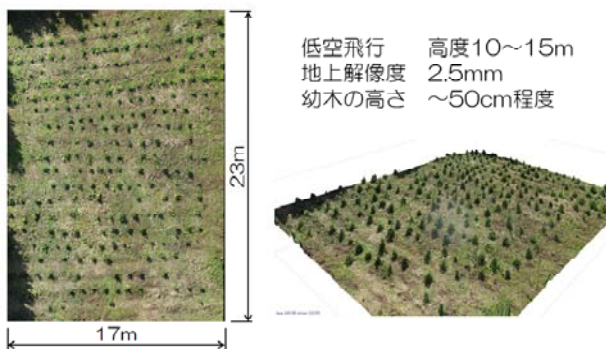 低空飛行　　高度10～15m
地上解像度　2.5mm
幼木の高さ　～50cm程度
23m
17m